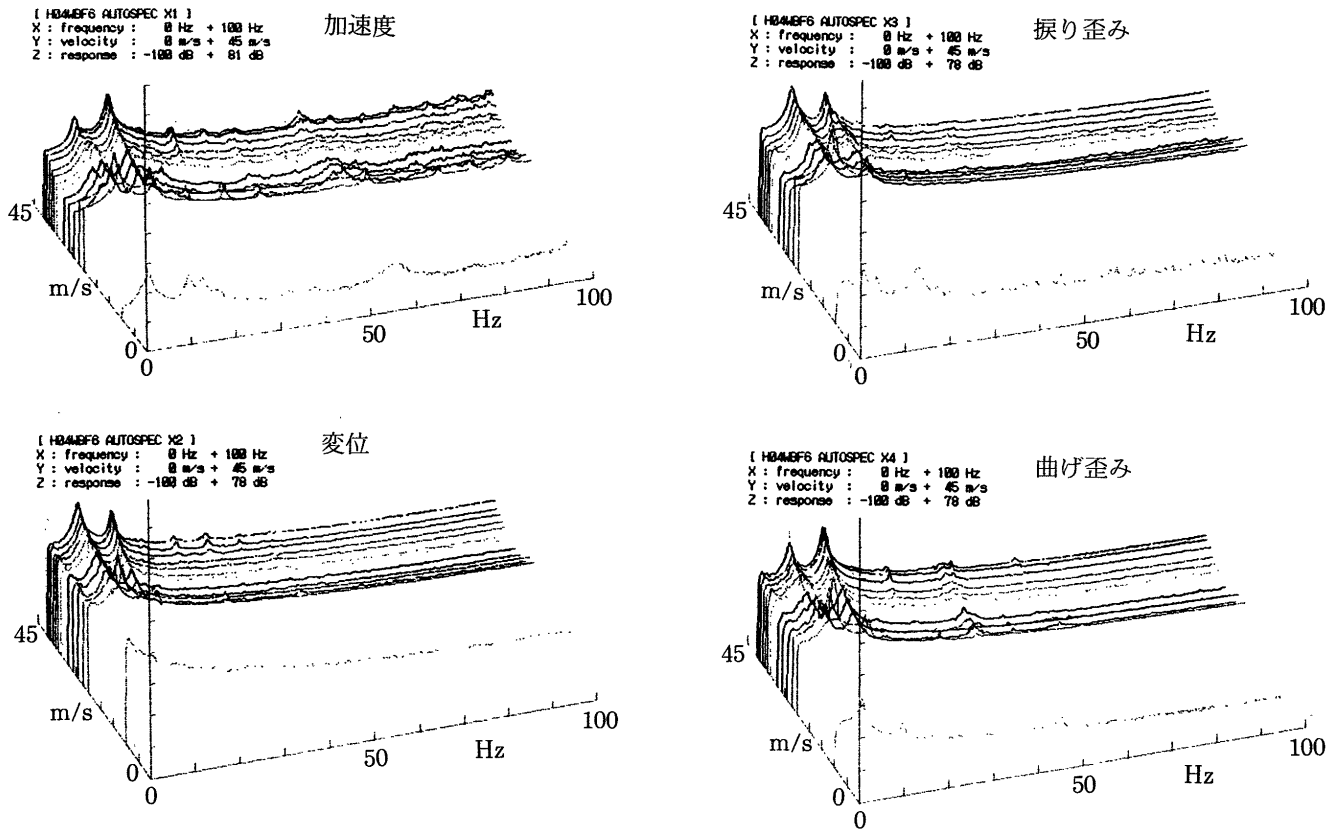 [ H04WBF6 AUTOSPEC X1 ]
X : frequency : 0 Hz + 100 Hz
Y : velocity : 0 m/s + 45 m/s
Z : response : -100 dB + 81 dB
加速度
45
m/s
0
0
50
Hz
100
[ H04WBF6 AUTOSPEC X3 ]
X : frequency : 0 Hz + 100 Hz
Y : velocity : 0 m/s + 45 m/s
Z : response : -100 dB + 78 dB
捩り歪み
45
m/s
0
0
50
Hz
100
[ H04WBF6 AUTOSPEC X2 ]
X : frequency : 0 Hz + 100 Hz
Y : velocity : 0 m/s + 45 m/s
Z : response : -100 dB + 78 dB
変位
45
m/s
0
0
50
Hz
100
[ H04WBF6 AUTOSPEC X4 ]
X : frequency : 0 Hz + 100 Hz
Y : velocity : 0 m/s + 45 m/s
Z : response : -100 dB + 78 dB
曲げ歪み
45
m/s
0
0
50
Hz
100